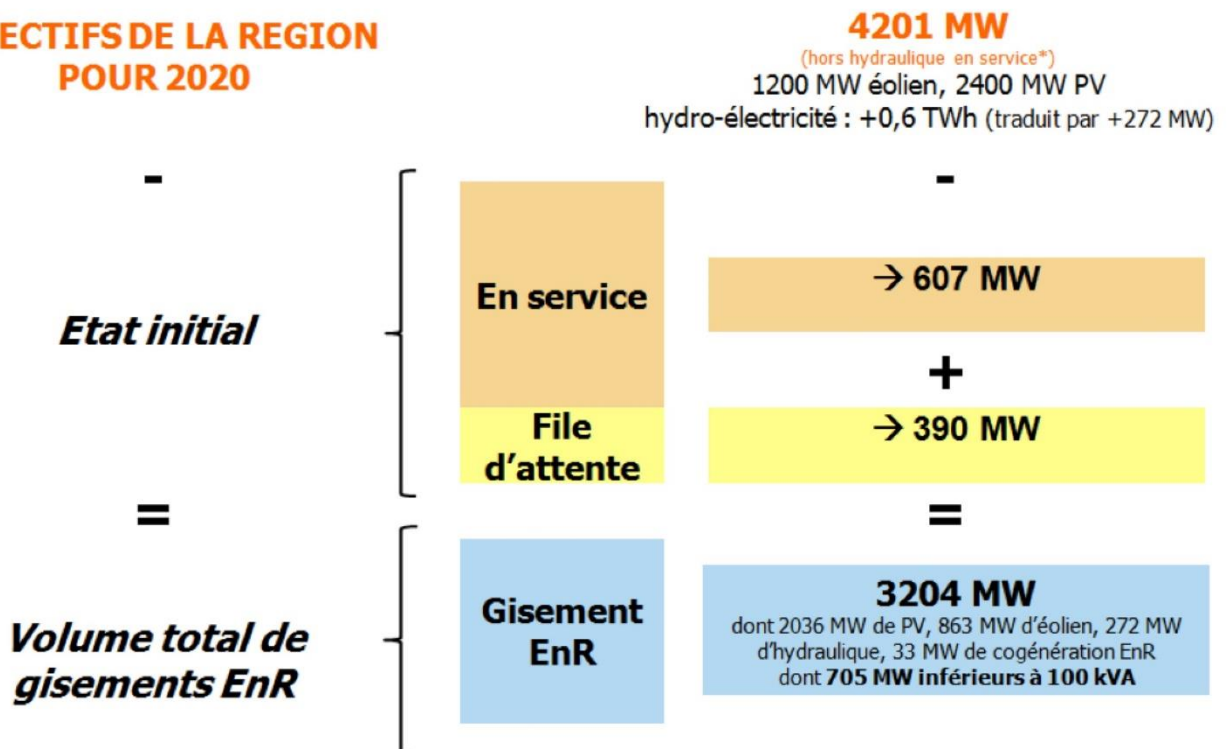 ECTIFS DE LA REGION
POUR 2020
4201 MW
(hors hydraulique en service*)
1200 MW éolien, 2400 MW PV
hydro-électricité : +0,6 TWh (traduit par +272 MW)
-
-
Etat initial
En service
→ 607 MW
+
File
d'attente
→ 390 MW
=
=
Volume total de
gisements EnR
Gisement
EnR
3204 MW
dont 2036 MW de PV, 863 MW d'éolien, 272 MW
d'hydraulique, 33 MW de cogénération EnR
dont 705 MW inférieurs à 100 kVA